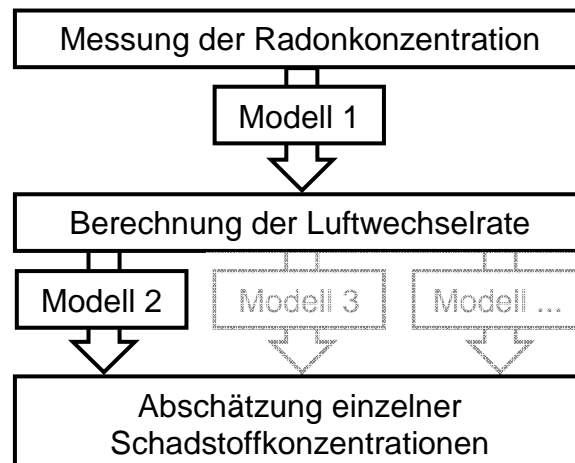 Messung der Radonkonzentration
Modell 1
Berechnung der Luftwechselrate
Modell 2
Modell 3
Modell ...
Abschätzung einzelner
Schadstoffkonzentrationen